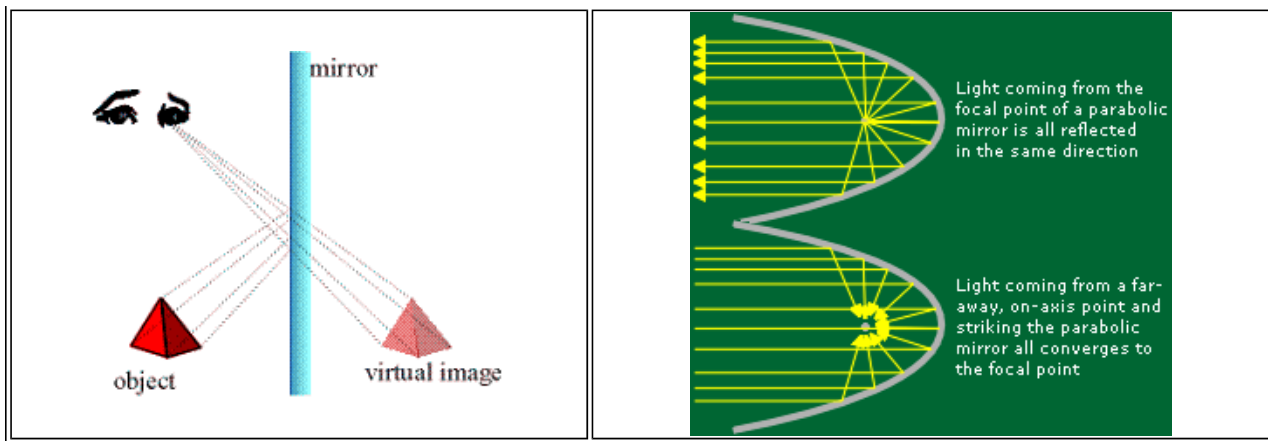 mirror
object
virtual image
Light coming from the
focal point of a parabolic
mirror is all reflected
in the same direction
Light coming from a far-
away, on-axis point and
striking the parabolic
mirror all converges to
the focal point